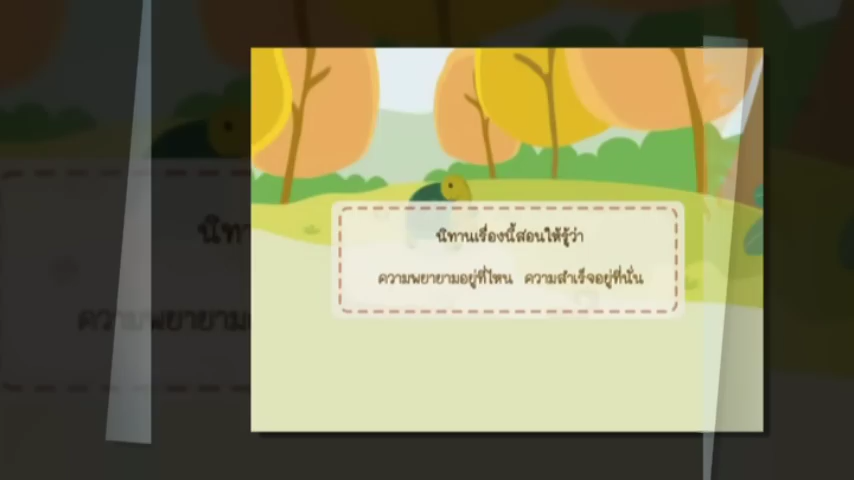 นิทานเรื่องนี้สอนให้รู้ว่า
ความพยายามอยู่ที่ไหน ความสำเร็จอยู่ที่นั่น